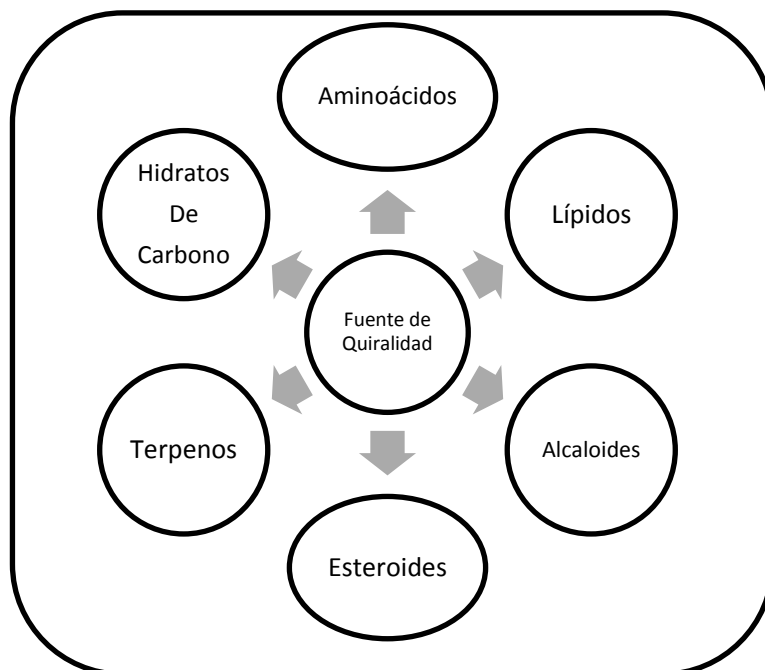 Aminoácidos
Hidratos
De
Carbono
Lípidos
Fuente de
Quiralidad
Terpenos
Alcaloides
Esteroides